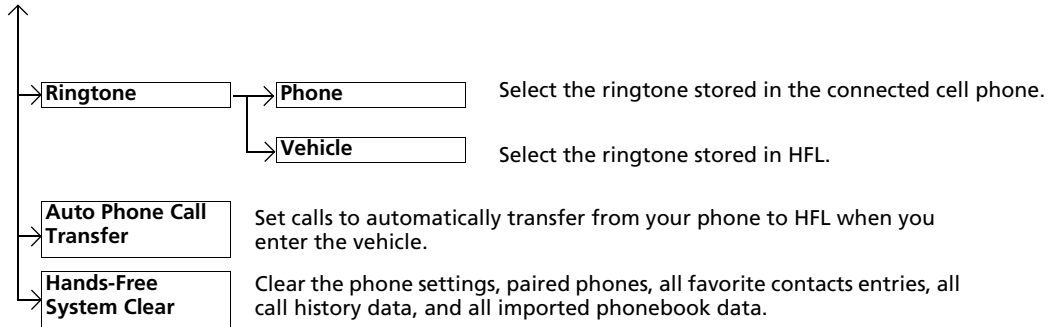 Ringtone
Phone
Select the ringtone stored in the connected cell phone.
Vehicle
Select the ringtone stored in HFL.
Auto Phone Call
Transfer
Set calls to automatically transfer from your phone to HFL when you
enter the vehicle.
Hands-Free
System Clear
Clear the phone settings, paired phones, all favorite contacts entries, all
call history data, and all imported phonebook data.